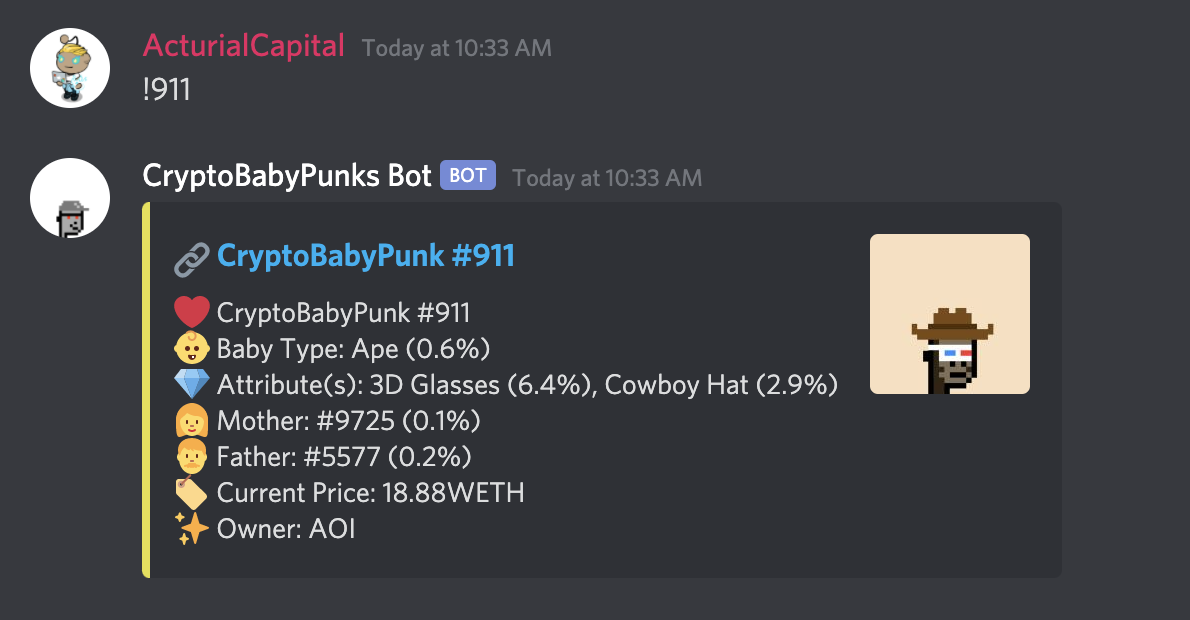 ActurialCapital Today at 10:33 AM
!911
CryptoBabyPunks Bot BOT Today at 10:33 AM
CryptoBabyPunk #911
CryptoBabyPunk #911
Baby Type: Ape (0.6%)
Attribute(s): 3D Glasses (6.4%), Cowboy Hat (2.9%)
Mother: #9725 (0.1%)
Father: #5577 (0.2%)
Current Price: 18.88WETH
Owner: AOI